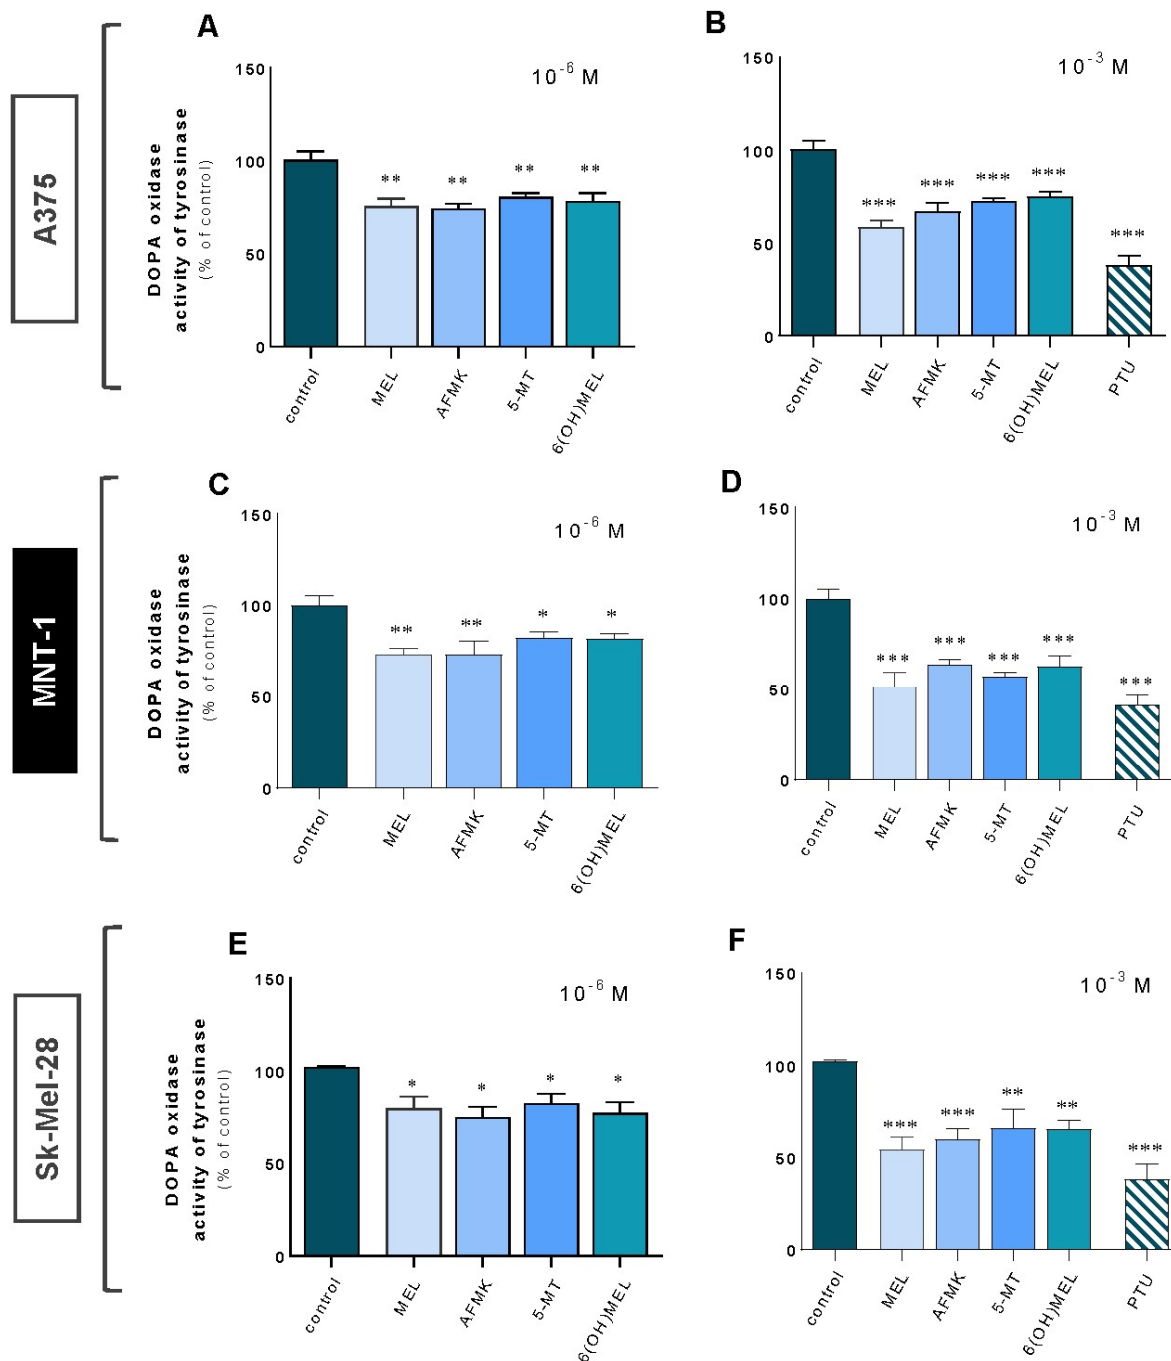 A375
A
10⁻⁶ M
DOPA oxidase
activity of tyrosinase
(% of control)
150
100
50
0
**
**
**
**
control
MEL
AFMK
5-MT
6(OH)MEL
B
10⁻³ M
150
100
50
0
***
***
***
***
***
control
MEL
AFMK
5-MT
6(OH)MEL
PTU
MNT-1
C
10⁻⁶ M
DOPA oxidase
activity of tyrosinase
(% of control)
150
100
50
0
**
**
*
*
control
MEL
AFMK
5-MT
6(OH)MEL
D
10⁻³ M
150
100
50
0
***
***
***
***
***
control
MEL
AFMK
5-MT
6(OH)MEL
PTU
Sk-Mel-28
E
10⁻⁶ M
DOPA oxidase
activity of tyrosinase
(% of control)
150
100
50
0
*
*
*
*
control
MEL
AFMK
5-MT
6(OH)MEL
F
10⁻³ M
150
100
50
0
***
***
**
**
***
control
MEL
AFMK
5-MT
6(OH)MEL
PTU